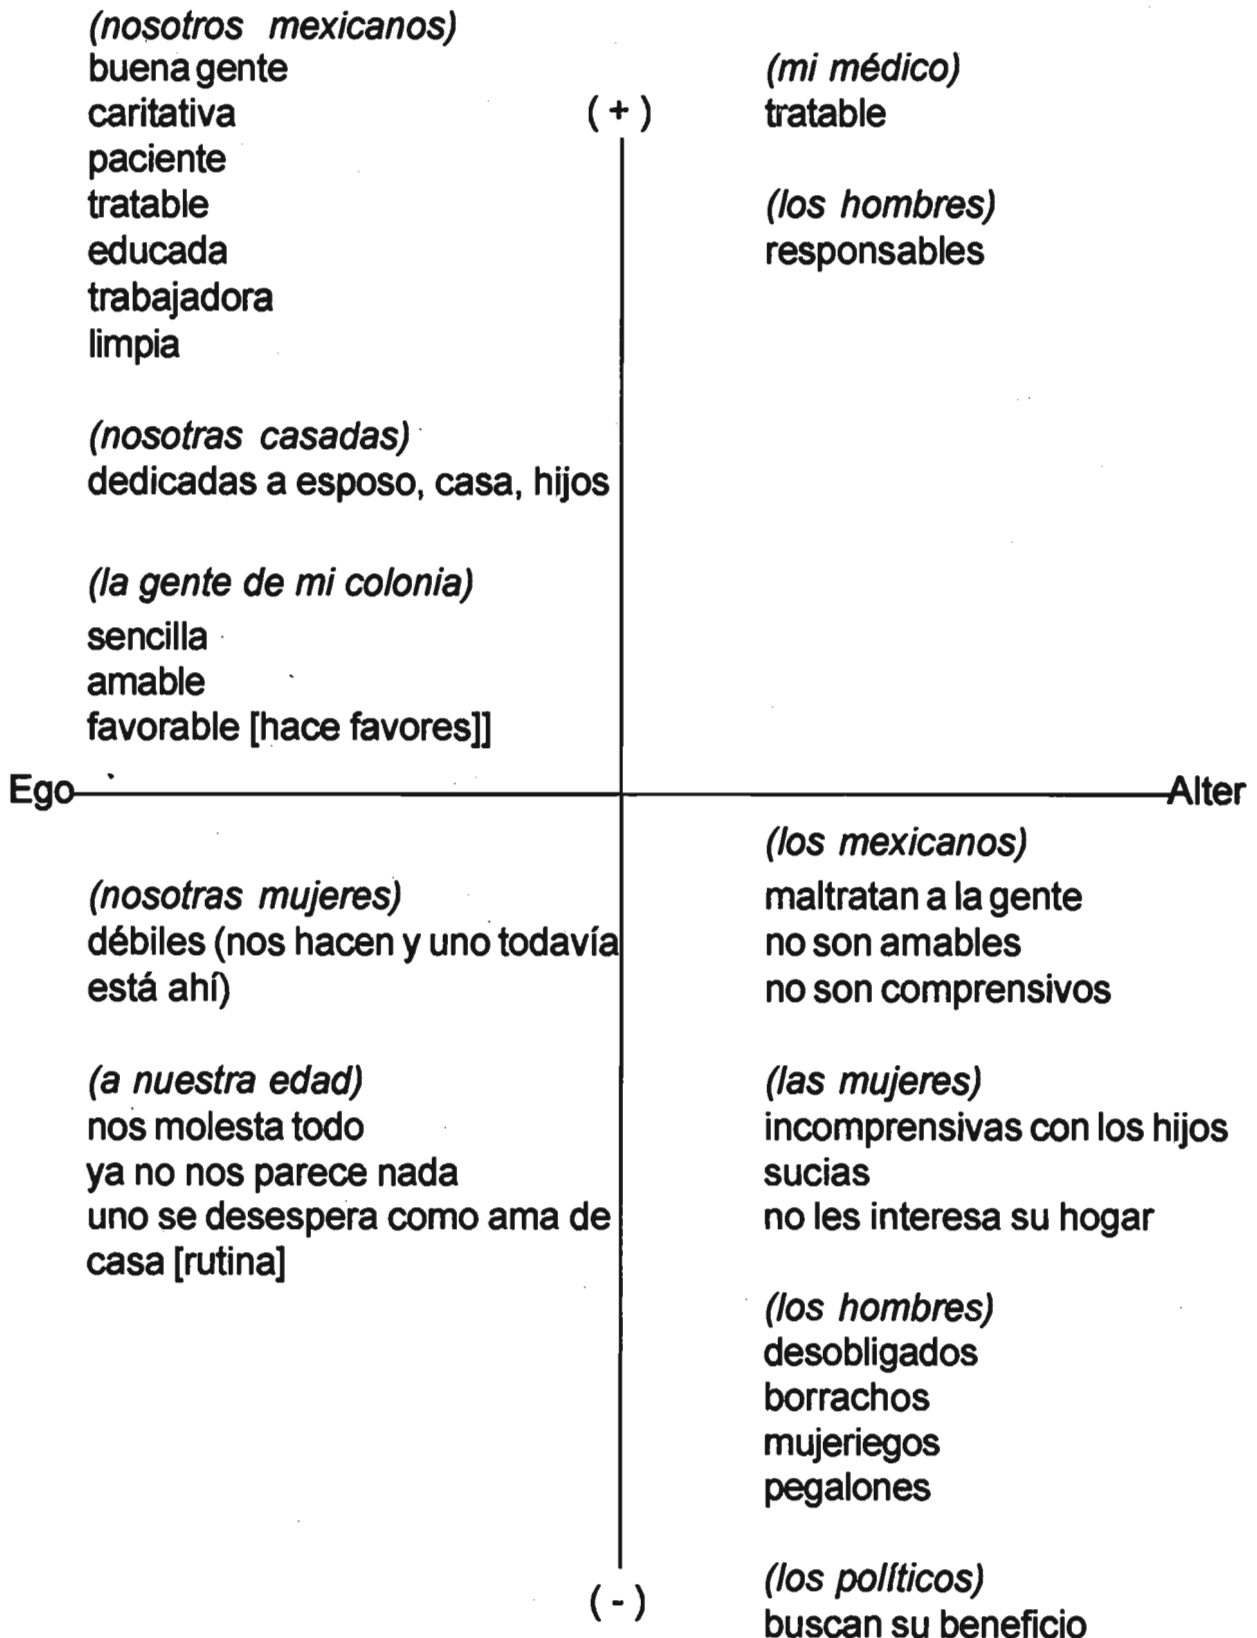 (nosotros mexicanos)
buena gente
caritativa
paciente
tratable
educada
trabajadora
limpia
(nosotras casadas)
dedicadas a esposo, casa, hijos
(la gente de mi colonia)
sencilla
amable
favorable [hace favores]]
(+)
(mi médico)
tratable
(los hombres)
responsables
Ego
Alter
(nosotras mujeres)
débiles (nos hacen y uno todavía
está ahí)
(a nuestra edad)
nos molesta todo
ya no nos parece nada
uno se desespera como ama de
casa [rutina]
(los mexicanos)
maltratan a la gente
no son amables
no son comprensivos
(las mujeres)
incomprensivas con los hijos
sucias
no les interesa su hogar
(los hombres)
desobligados
borrachos
mujeriegos
pegalones
(los políticos)
buscan su beneficio
(-)